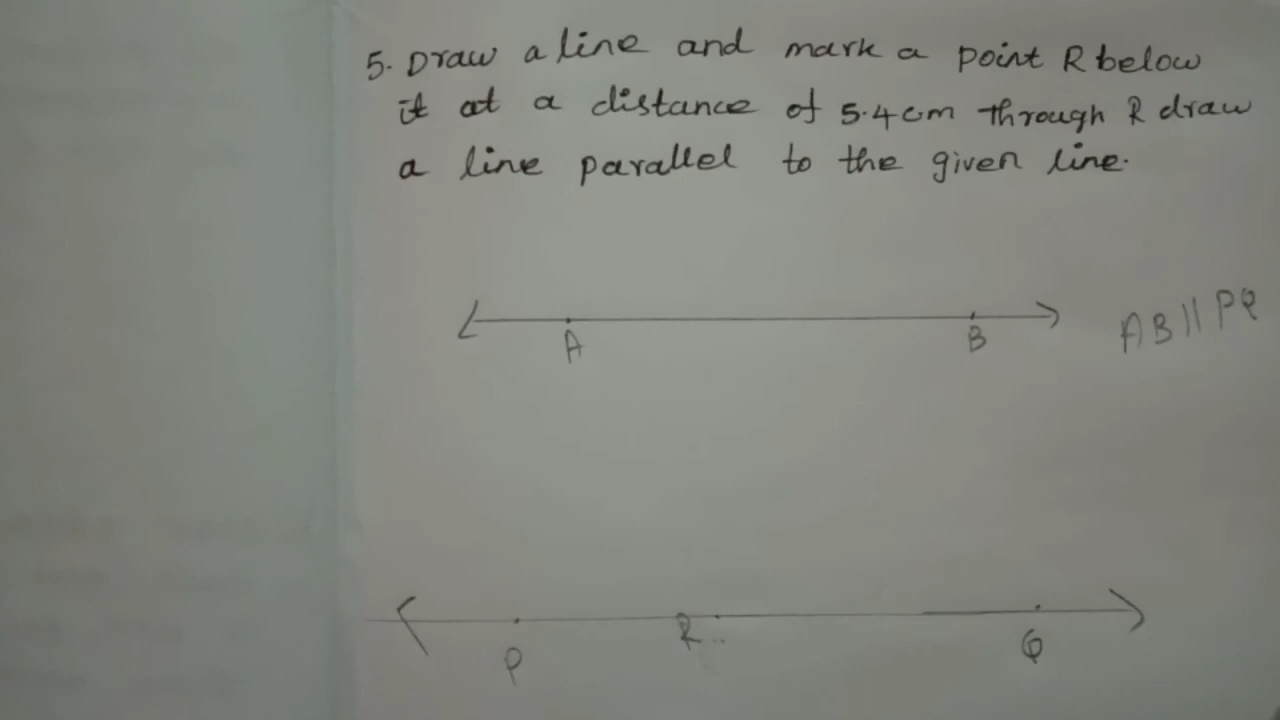 5. Draw a line and mark a point R below
it at a distance of 5.4cm through R draw
a line parallel to the given line.
A B AB || PQ
P R Q